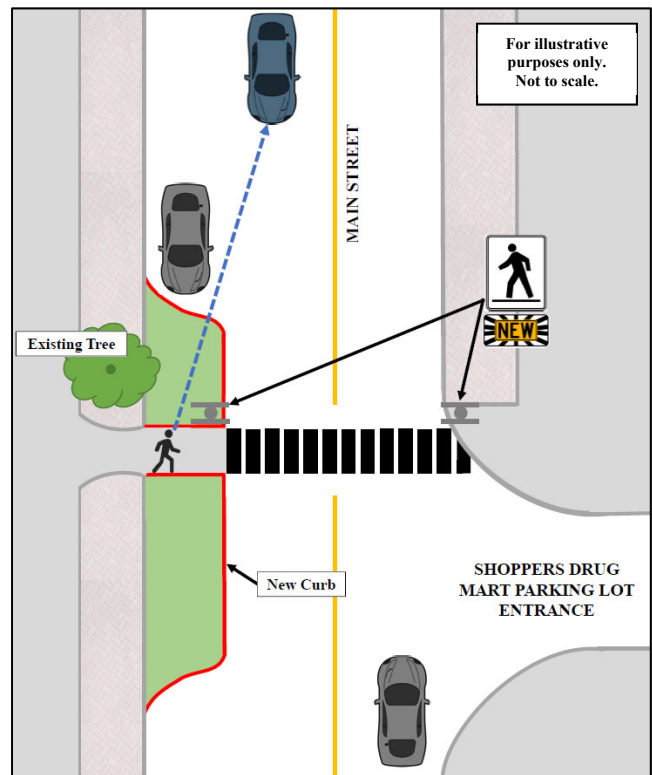 For illustrative
purposes only.
Not to scale.
MAIN STREET
NEW
Existing Tree
New Curb
SHOPPERS DRUG
MART PARKING LOT
ENTRANCE